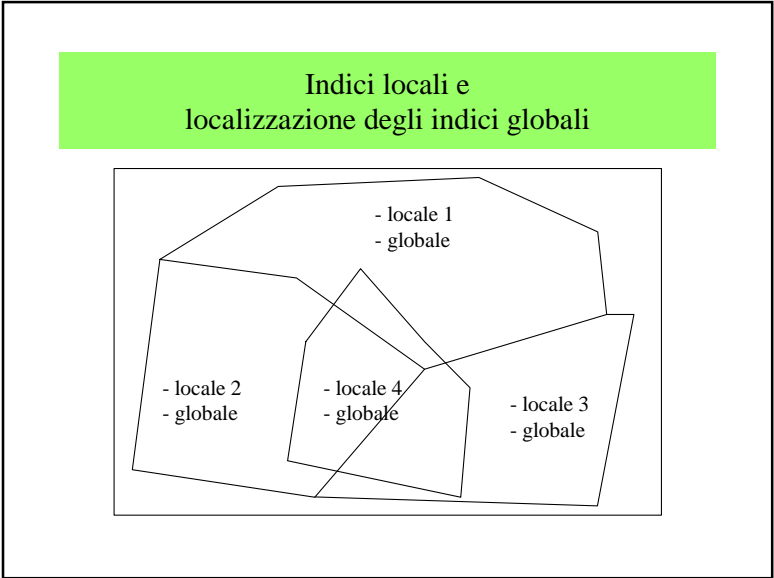 Indici locali e
localizzazione degli indici globali
- locale 1
- globale
- locale 2
- globale
- locale 4
- globale
- locale 3
- globale